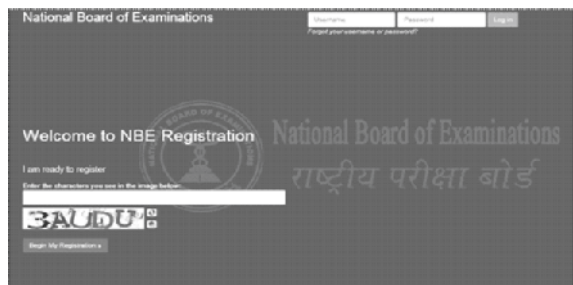 National Board of Examinations
Username Password Log in
Forgot your username or password?
Welcome to NBE Registration
National Board of Examinations
राष्ट्रीय परीक्षा बोर्ड
I am ready to register
Enter the characters you see in the image below:
3AUDU
Begin My Registration »